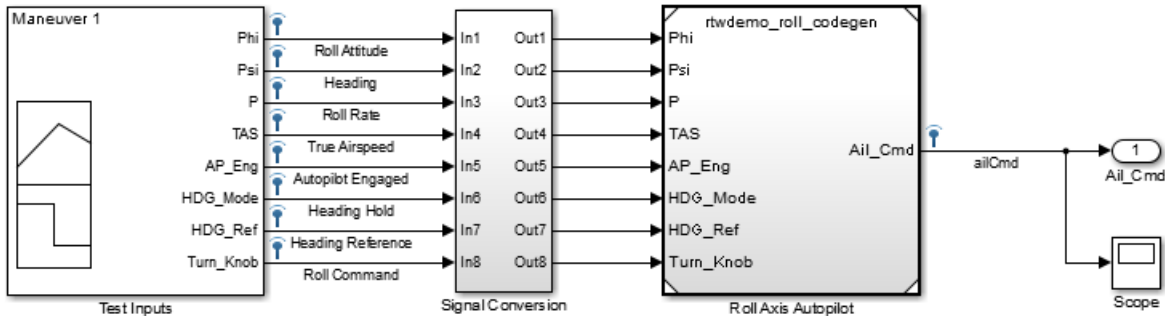 Maneuver 1
rtwdemo_roll_codegen
Phi
In1
Out1
Phi
Roll Attitude
Psi
In2
Out2
Psi
Heading
P
In3
Out3
P
Roll Rate
TAS
In4
Out4
TAS
Ail_Cmd
1
True Airspeed
ailCmd
AP_Eng
In5
Out5
AP_Eng
Ail_Cmd
Autopilot Engaged
HDG_Mode
In6
Out6
HDG_Mode
Heading Hold
HDG_Ref
In7
Out7
HDG_Ref
Heading Reference
Turn_Knob
In8
Out8
Turn_Knob
Roll Command
Test Inputs
Signal Conversion
Roll Axis Autopilot
Scope